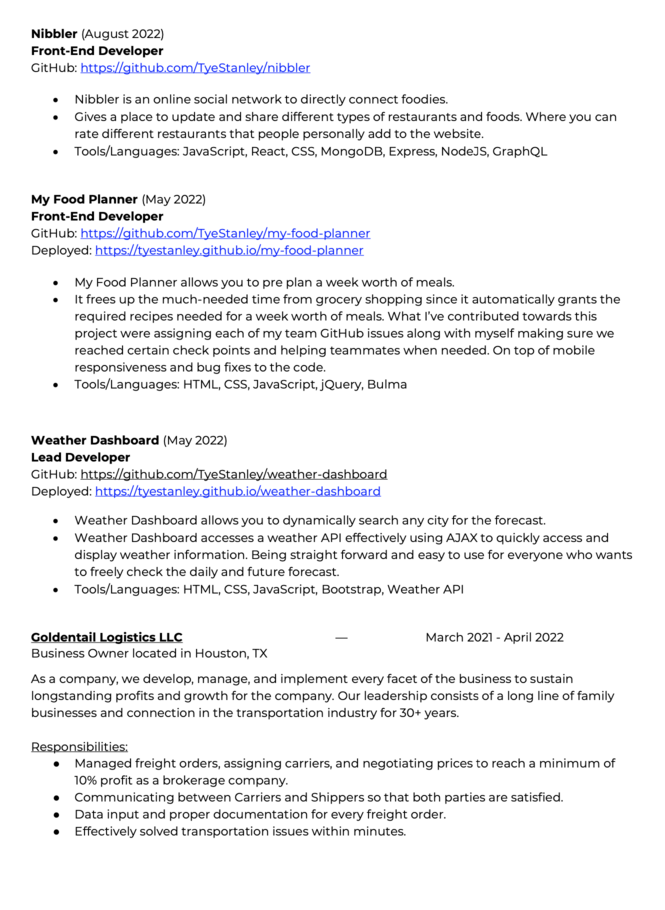 Nibbler (August 2022)
Front-End Developer
GitHub: https://github.com/TyeStanley/nibbler
• Nibbler is an online social network to directly connect foodies.
• Gives a place to update and share different types of restaurants and foods. Where you can
rate different restaurants that people personally add to the website.
• Tools/Languages: JavaScript, React, CSS, MongoDB, Express, NodeJS, GraphQL
My Food Planner (May 2022)
Front-End Developer
GitHub: https://github.com/TyeStanley/my-food-planner
Deployed: https://tyestanley.github.io/my-food-planner
• My Food Planner allows you to pre plan a week worth of meals.
• It frees up the much-needed time from grocery shopping since it automatically grants the
required recipes needed for a week worth of meals. What I've contributed towards this
project were assigning each of my team GitHub issues along with myself making sure we
reached certain check points and helping teammates when needed. On top of mobile
responsiveness and bug fixes to the code.
• Tools/Languages: HTML, CSS, JavaScript, jQuery, Bulma
Weather Dashboard (May 2022)
Lead Developer
GitHub: https://github.com/TyeStanley/weather-dashboard
Deployed: https://tyestanley.github.io/weather-dashboard
• Weather Dashboard allows you to dynamically search any city for the forecast.
• Weather Dashboard accesses a weather API effectively using AJAX to quickly access and
display weather information. Being straight forward and easy to use for everyone who wants
to freely check the daily and future forecast.
• Tools/Languages: HTML, CSS, JavaScript, Bootstrap, Weather API
Goldentail Logistics LLC — March 2021 - April 2022
Business Owner located in Houston, TX
As a company, we develop, manage, and implement every facet of the business to sustain
longstanding profits and growth for the company. Our leadership consists of a long line of family
businesses and connection in the transportation industry for 30+ years.
Responsibilities:
● Managed freight orders, assigning carriers, and negotiating prices to reach a minimum of
10% profit as a brokerage company.
● Communicating between Carriers and Shippers so that both parties are satisfied.
● Data input and proper documentation for every freight order.
● Effectively solved transportation issues within minutes.